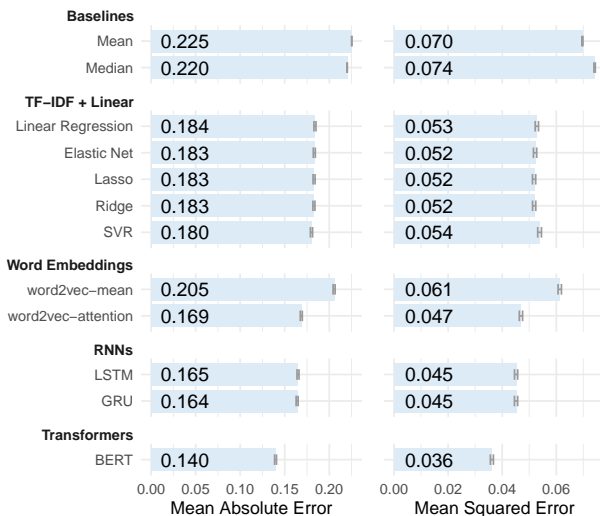 Baselines
Mean 0.225 0.070
Median 0.220 0.074
TF−IDF + Linear
Linear Regression 0.184 0.053
Elastic Net 0.183 0.052
Lasso 0.183 0.052
Ridge 0.183 0.052
SVR 0.180 0.054
Word Embeddings
word2vec−mean 0.205 0.061
word2vec−attention 0.169 0.047
RNNs
LSTM 0.165 0.045
GRU 0.164 0.045
Transformers
BERT 0.140 0.036
0.00 0.05 0.10 0.15 0.20 0.00 0.02 0.04 0.06
Mean Absolute Error Mean Squared Error